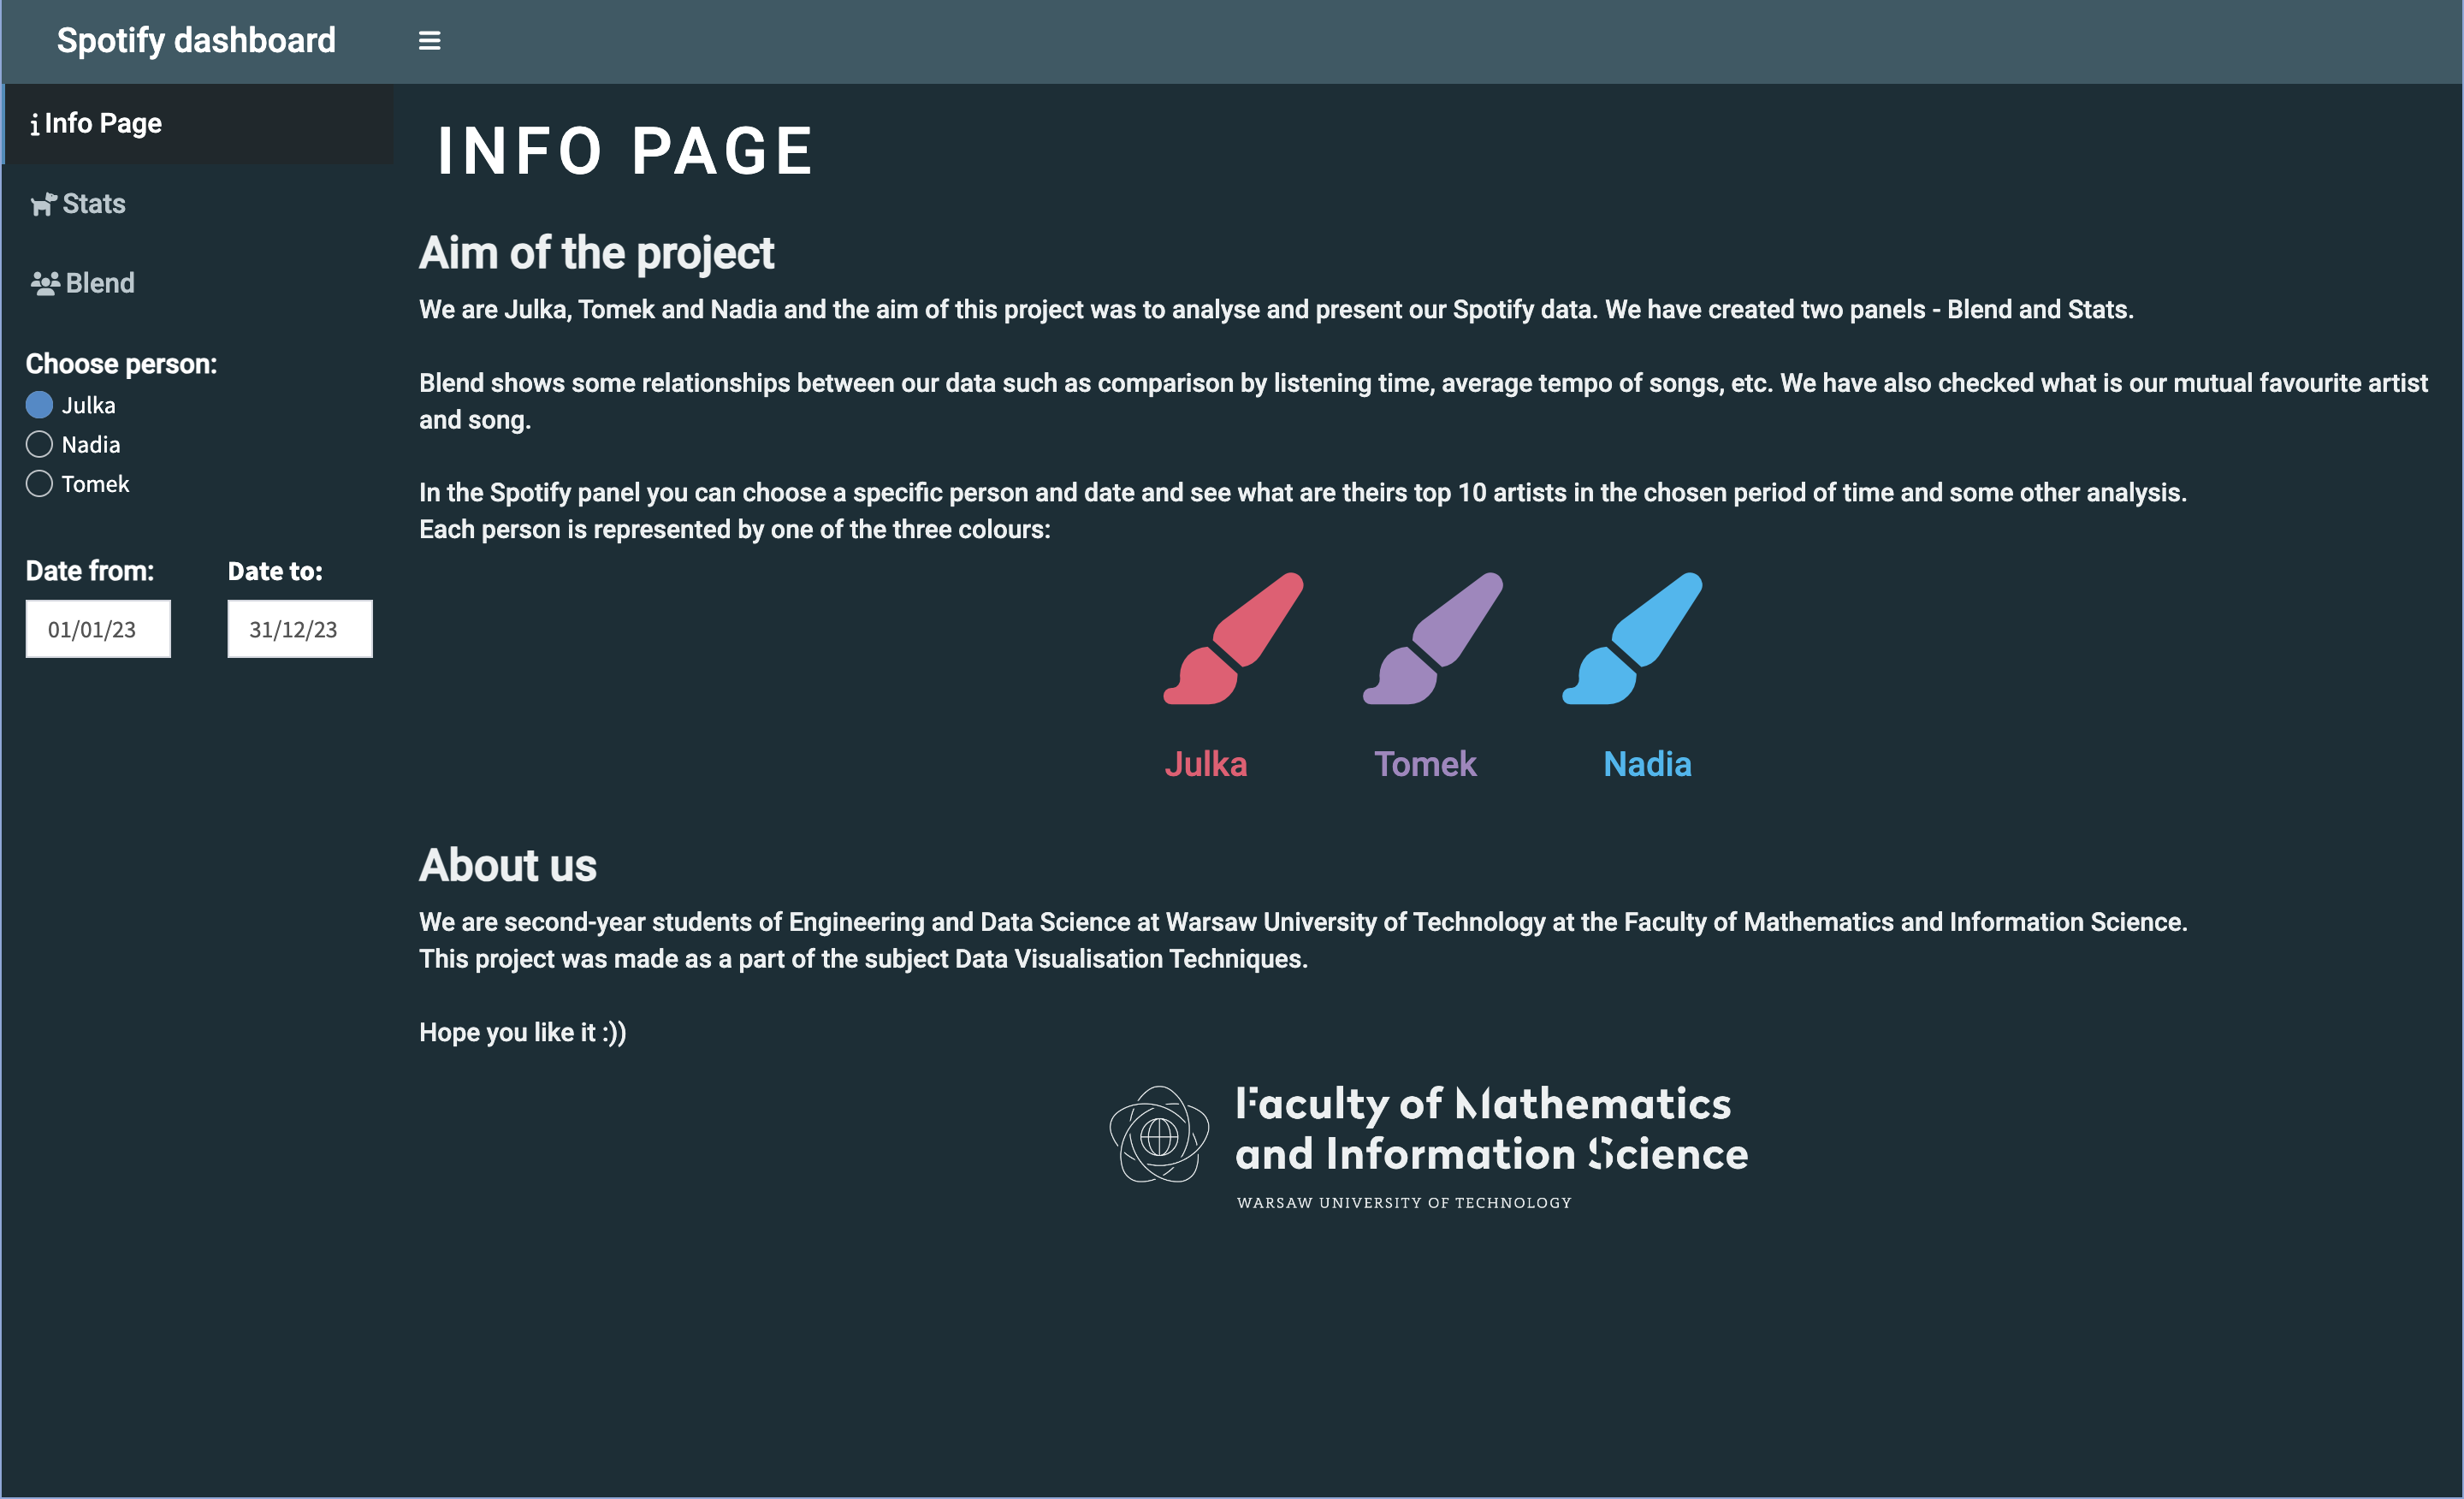 Spotify dashboard
Info Page
Stats
Blend
Choose person:
Julka
Nadia
Tomek
Date from:
Date to:
01/01/23
31/12/23
INFO PAGE
Aim of the project
We are Julka, Tomek and Nadia and the aim of this project was to analyse and present our Spotify data. We have created two panels - Blend and Stats.
Blend shows some relationships between our data such as comparison by listening time, average tempo of songs, etc. We have also checked what is our mutual favourite artist
and song.
In the Spotify panel you can choose a specific person and date and see what are theirs top 10 artists in the chosen period of time and some other analysis.
Each person is represented by one of the three colours:
Julka
Tomek
Nadia
About us
We are second-year students of Engineering and Data Science at Warsaw University of Technology at the Faculty of Mathematics and Information Science.
This project was made as a part of the subject Data Visualisation Techniques.
Hope you like it :))
Faculty of Mathematics
and Information Science
WARSAW UNIVERSITY OF TECHNOLOGY